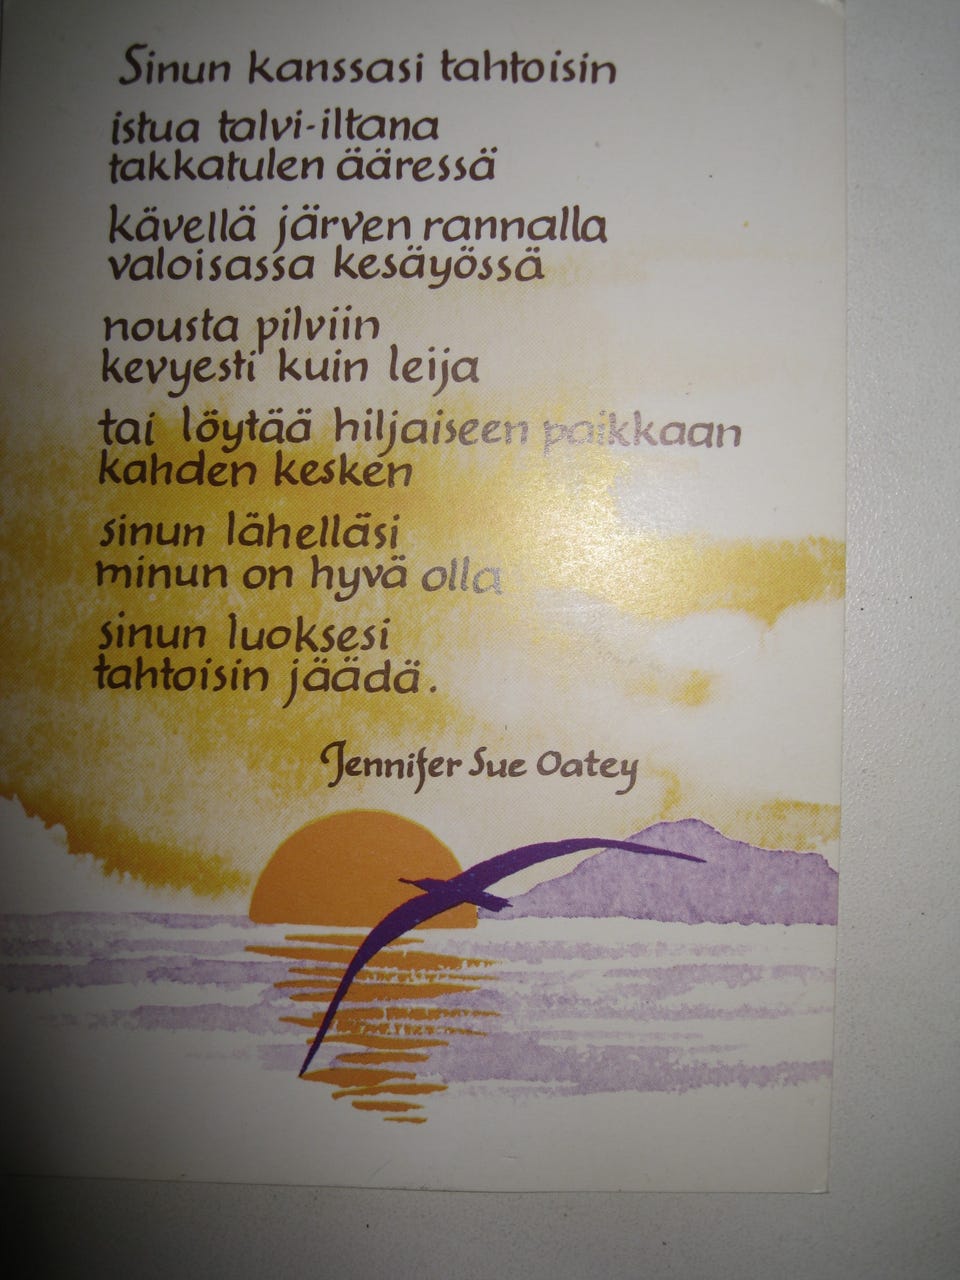 Sinun kanssasi tahtoisin
istua talvi-iltana
takkatulen ääressä
kävellä järven rannalla
valoisassa kesäyössä
nousta pilviin
kevyesti kuin leija
tai löytää hiljaiseen paikkaan
kahden kesken
sinun lähelläsi
minun on hyvä olla
sinun luoksesi
tahtoisin jäädä.
Jennifer Sue Oatey